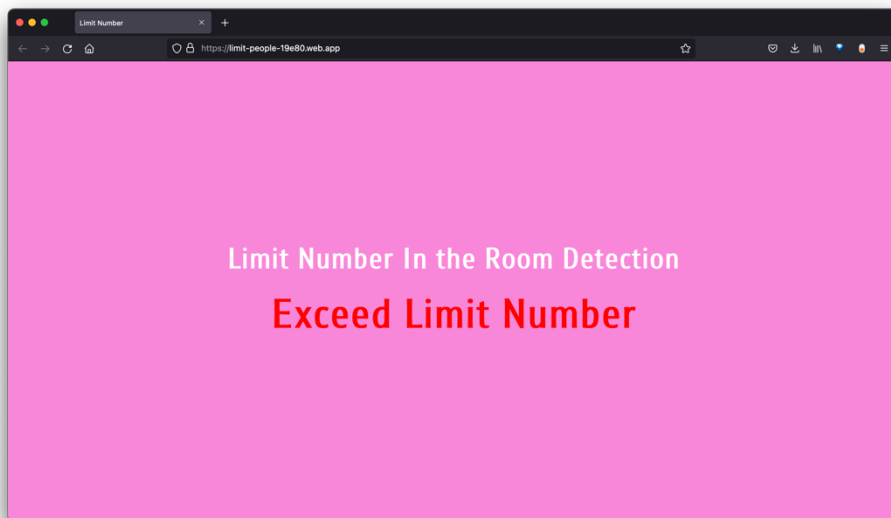 Limit Number
https://limit-people-19e80.web.app
Limit Number In the Room Detection
Exceed Limit Number